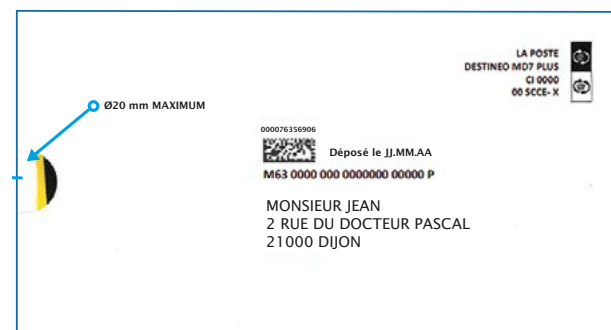 LA POSTE
DESTINEO MD7 PLUS
CI 0000
00 SCCE- X
Ø20 mm MAXIMUM
000076356906
Déposé le JJ.MM.AA
M63 0000 000 0000000 00000 P
MONSIEUR JEAN
2 RUE DU DOCTEUR PASCAL
21000 DIJON